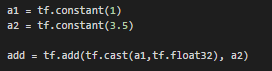 a1 = tf.constant(1)
a2 = tf.constant(3.5)
add = tf.add(tf.cast(a1,tf.float32), a2)